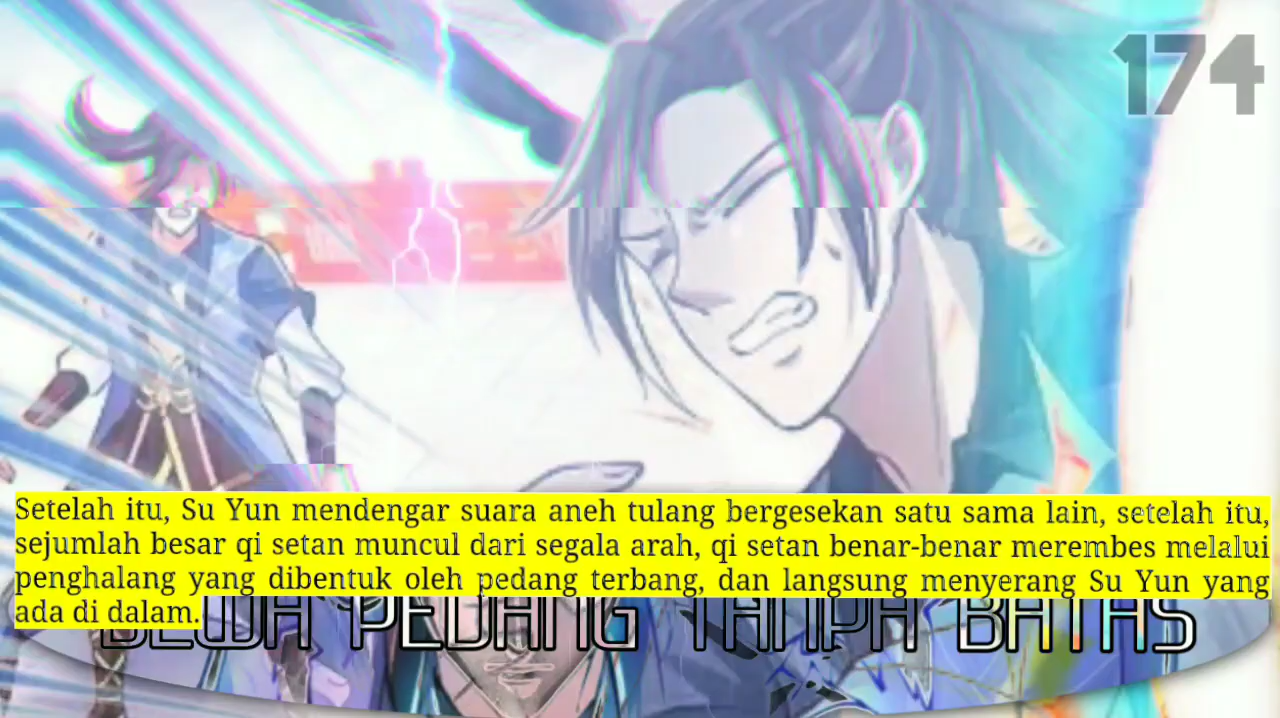 174
Setelah itu, Su Yun mendengar suara aneh tulang bergesekan satu sama lain, setelah itu,
sejumlah besar qi setan muncul dari segala arah, qi setan benar-benar merembes melalui
penghalang yang dibentuk oleh pedang terbang, dan langsung menyerang Su Yun yang
ada di dalam.
DEWA PEDANG TANPA BATAS